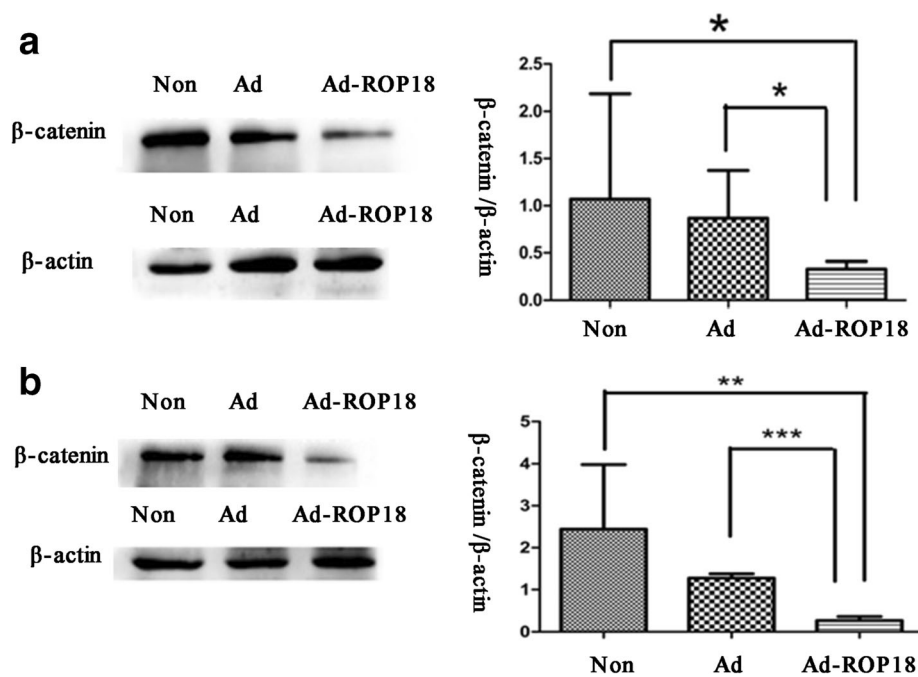 a
Non Ad Ad-ROP18
β-catenin
Non Ad Ad-ROP18
β-actin
*
*
β-catenin /β-actin
2.5
2.0
1.5
1.0
0.5
0.0
Non Ad Ad-ROP18
b
Non Ad Ad-ROP18
β-catenin
Non Ad Ad-ROP18
β-actin
**
***
β-catenin /β-actin
5
4
3
2
1
0
Non Ad Ad-ROP18